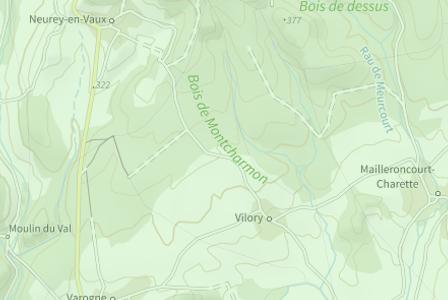 Bois de dessus
Neurey-en-Vaux
377
Rau de Meurcourt
322
Bois de Montcharmon
Mailleroncourt-
Charette
Vilory
Moulin du Val
Varogne